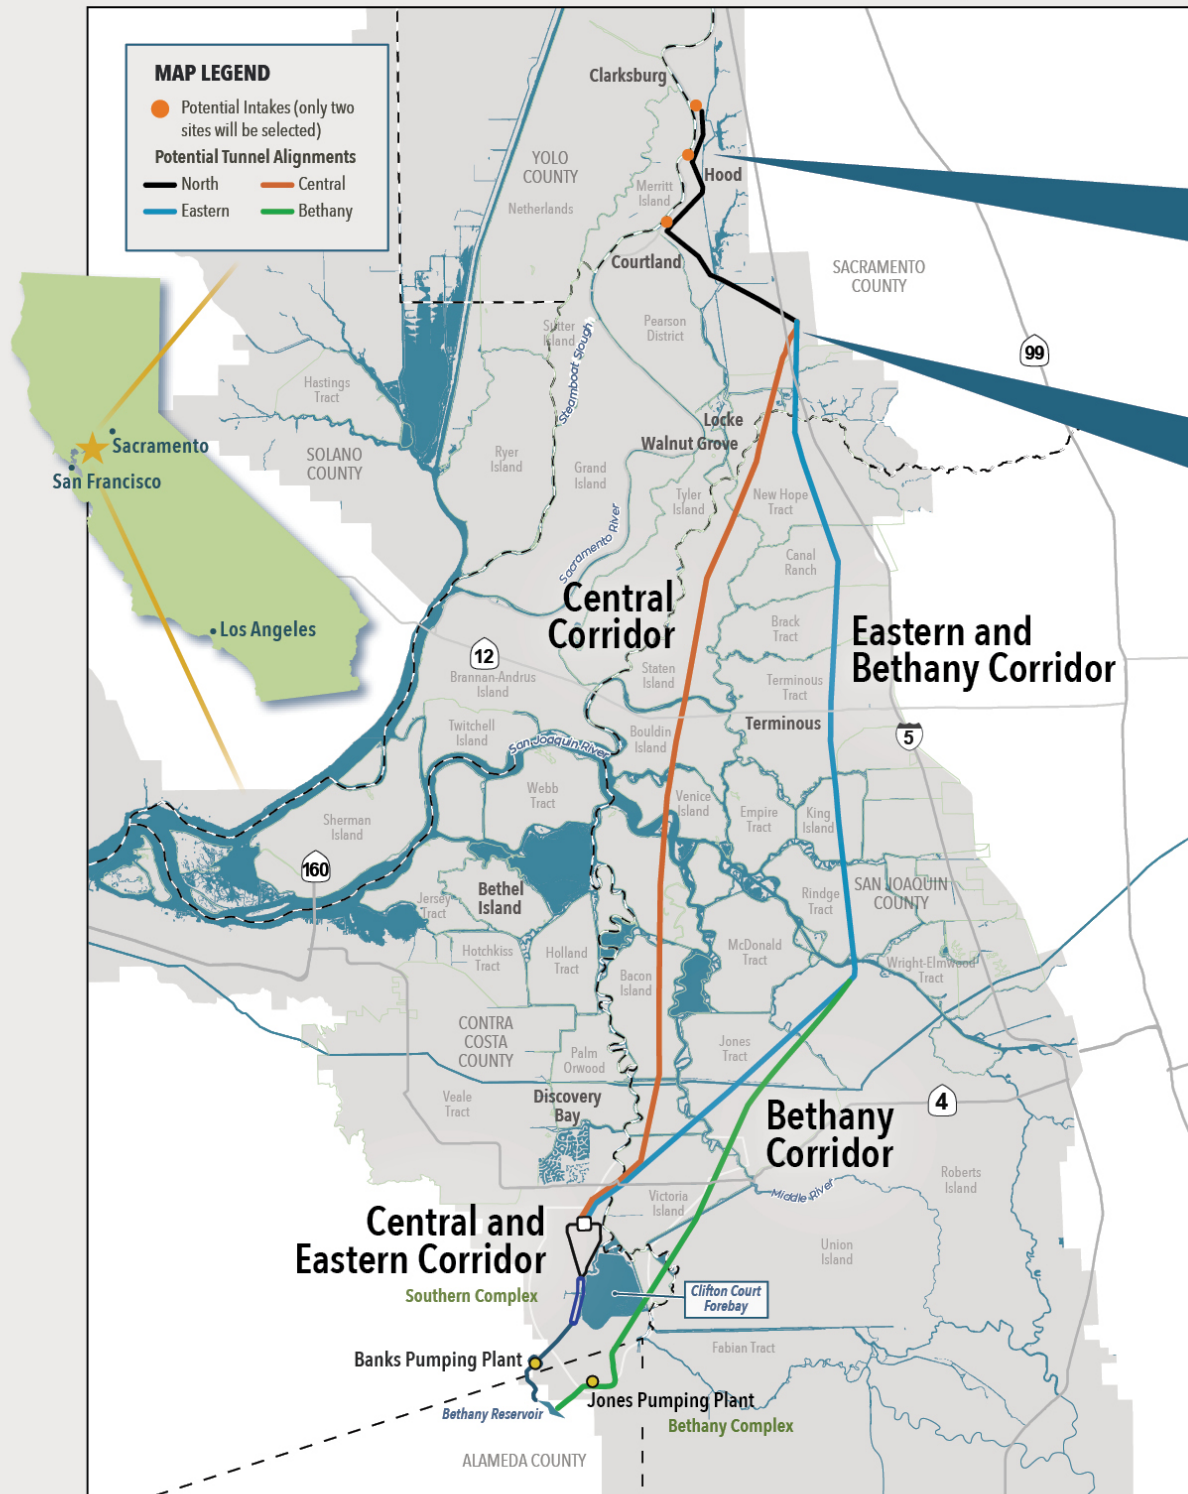 MAP LEGEND
Potential Intakes (only two
sites will be selected)
Potential Tunnel Alignments
North
Central
Eastern
Bethany
Clarksburg
YOLO
COUNTY
Netherlands
Merritt
Island
Hood
Courtland
SACRAMENTO
COUNTY
Sutter
Island
Steamboat Slough
Pearson
District
99
Hastings
Tract
Sacramento
San Francisco
Los Angeles
SOLANO
COUNTY
Locke
Walnut Grove
Ryer
Island
Grand
Island
Tyler
Island
New Hope
Tract
Sacramento River
Canal
Ranch
Central
Corridor
Brack
Tract
Eastern and
Bethany Corridor
12
Brannan-Andrus
Island
Staten
Island
Terminous
Tract
Twitchell
Island
San Joaquin River
Bouldin
Island
Terminous
5
Webb
Tract
Venice
Island
Empire
Tract
King
Island
Sherman
Island
160
Jersey
Tract
Bethel
Island
Rindge
Tract
SAN JOAQUIN
COUNTY
Hotchkiss
Tract
Holland
Tract
Bacon
Island
McDonald
Tract
Wright-Elmwood
Tract
CONTRA
COSTA
COUNTY
Palm
Orwood
Jones
Tract
Veale
Tract
Discovery
Bay
Bethany
Corridor
4
Roberts
Island
Middle River
Victoria
Island
Central and
Eastern Corridor
Southern Complex
Union
Island
Clifton Court
Forebay
Fabian Tract
Banks Pumping Plant
Jones Pumping Plant
Bethany Reservoir
Bethany Complex
ALAMEDA COUNTY